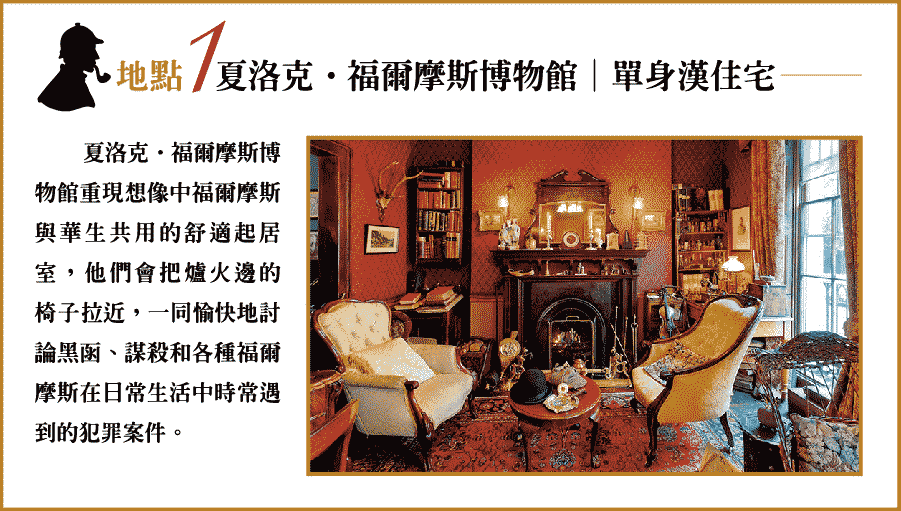 地點1夏洛克・福爾摩斯博物館｜單身漢住宅
夏洛克・福爾摩斯博
物館重現想像中福爾摩斯
與華生共用的舒適起居
室，他們會把爐火邊的
椅子拉近，一同愉快地討
論黑函、謀殺和各種福爾
摩斯在日常生活中時常遇
到的犯罪案件。